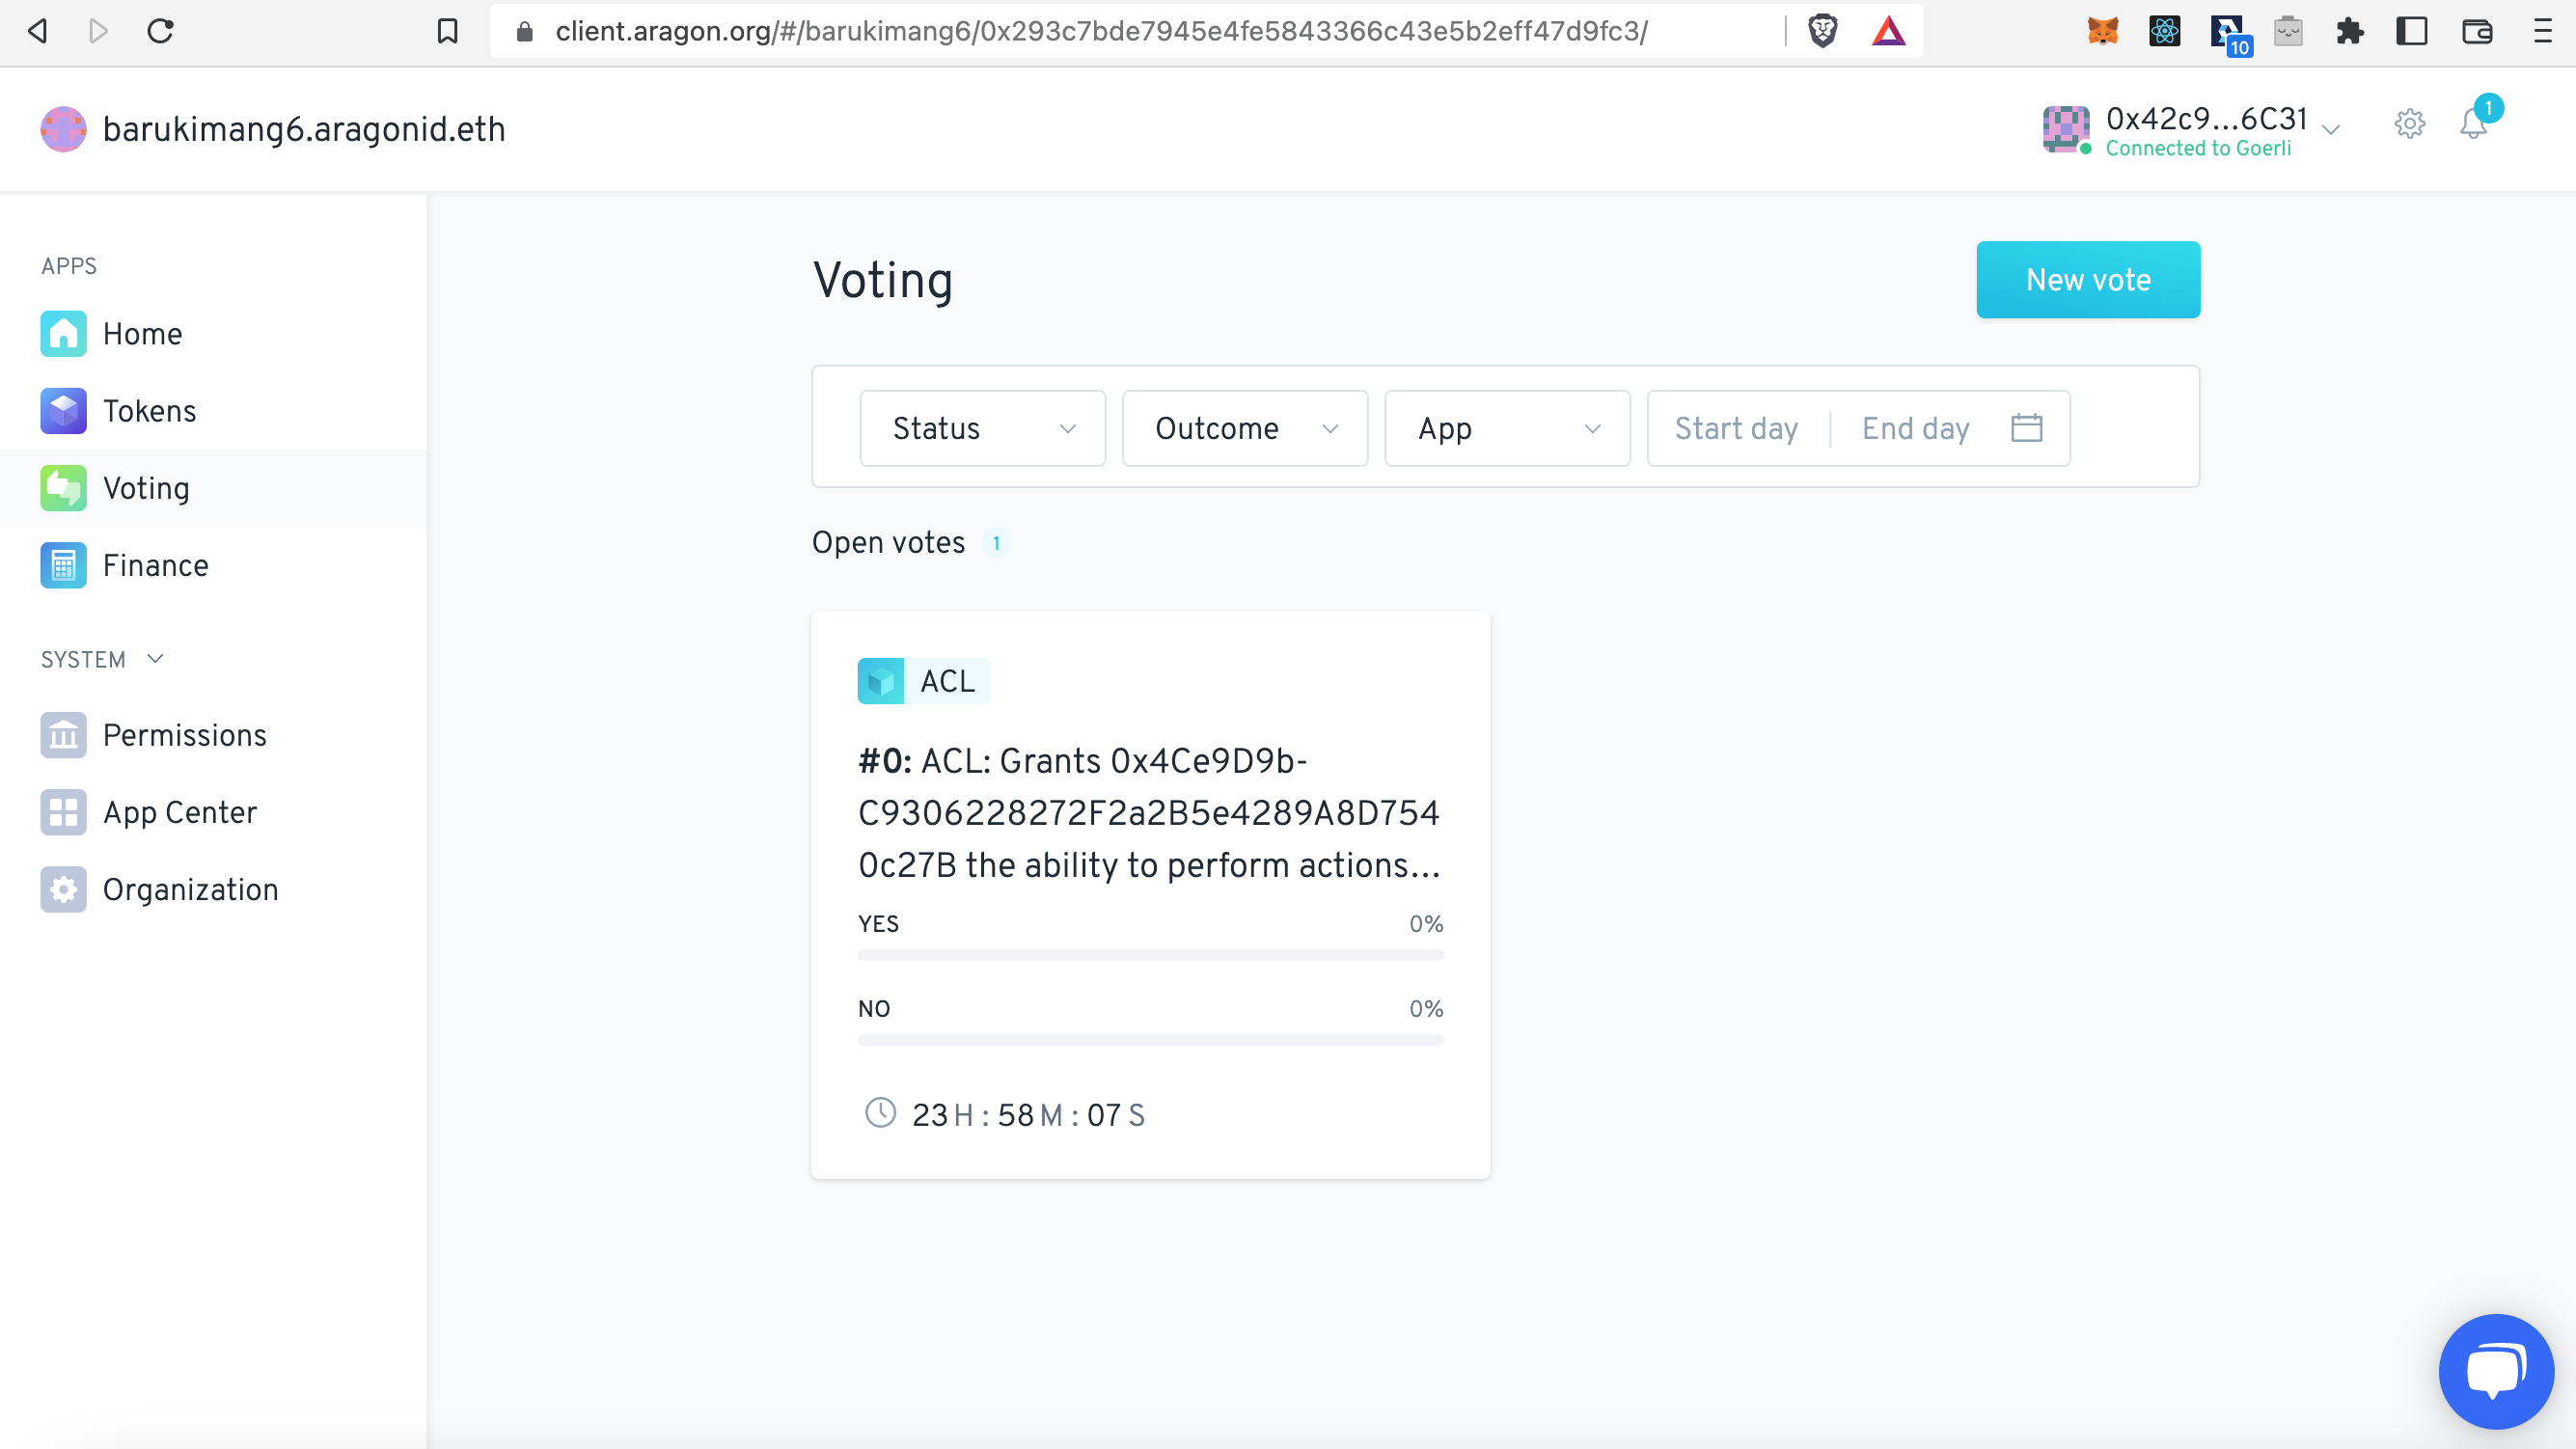 client.aragon.org/#/barukimang6/0x293c7bde7945e4fe5843366c43e5b2eff47d9fc3/
10
barukimang6.aragonid.eth
0x42c9...6C31
Connected to Goerli
1
APPS
Home
Tokens
Voting
Finance
SYSTEM
Permissions
App Center
Organization
Voting
New vote
Status
Outcome
App
Start day
End day
Open votes 1
ACL
#0: ACL: Grants 0x4Ce9D9b-
C9306228272F2a2B5e4289A8D754
0c27B the ability to perform actions...
YES 0%
NO 0%
23 H : 58 M : 07 S